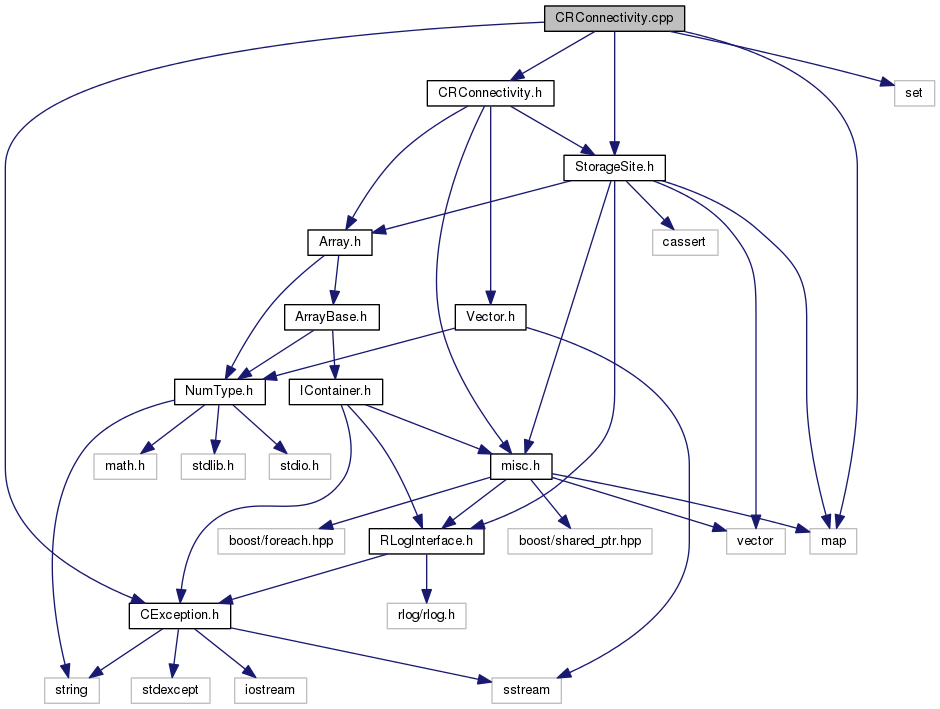 CRConnectivity.cpp
CRConnectivity.h
set
StorageSite.h
Array.h
cassert
ArrayBase.h
Vector.h
NumType.h
IContainer.h
math.h
stdlib.h
stdio.h
misc.h
boost/foreach.hpp
RLogInterface.h
boost/shared_ptr.hpp
vector
map
CException.h
rlog/rlog.h
string
stdexcept
iostream
sstream